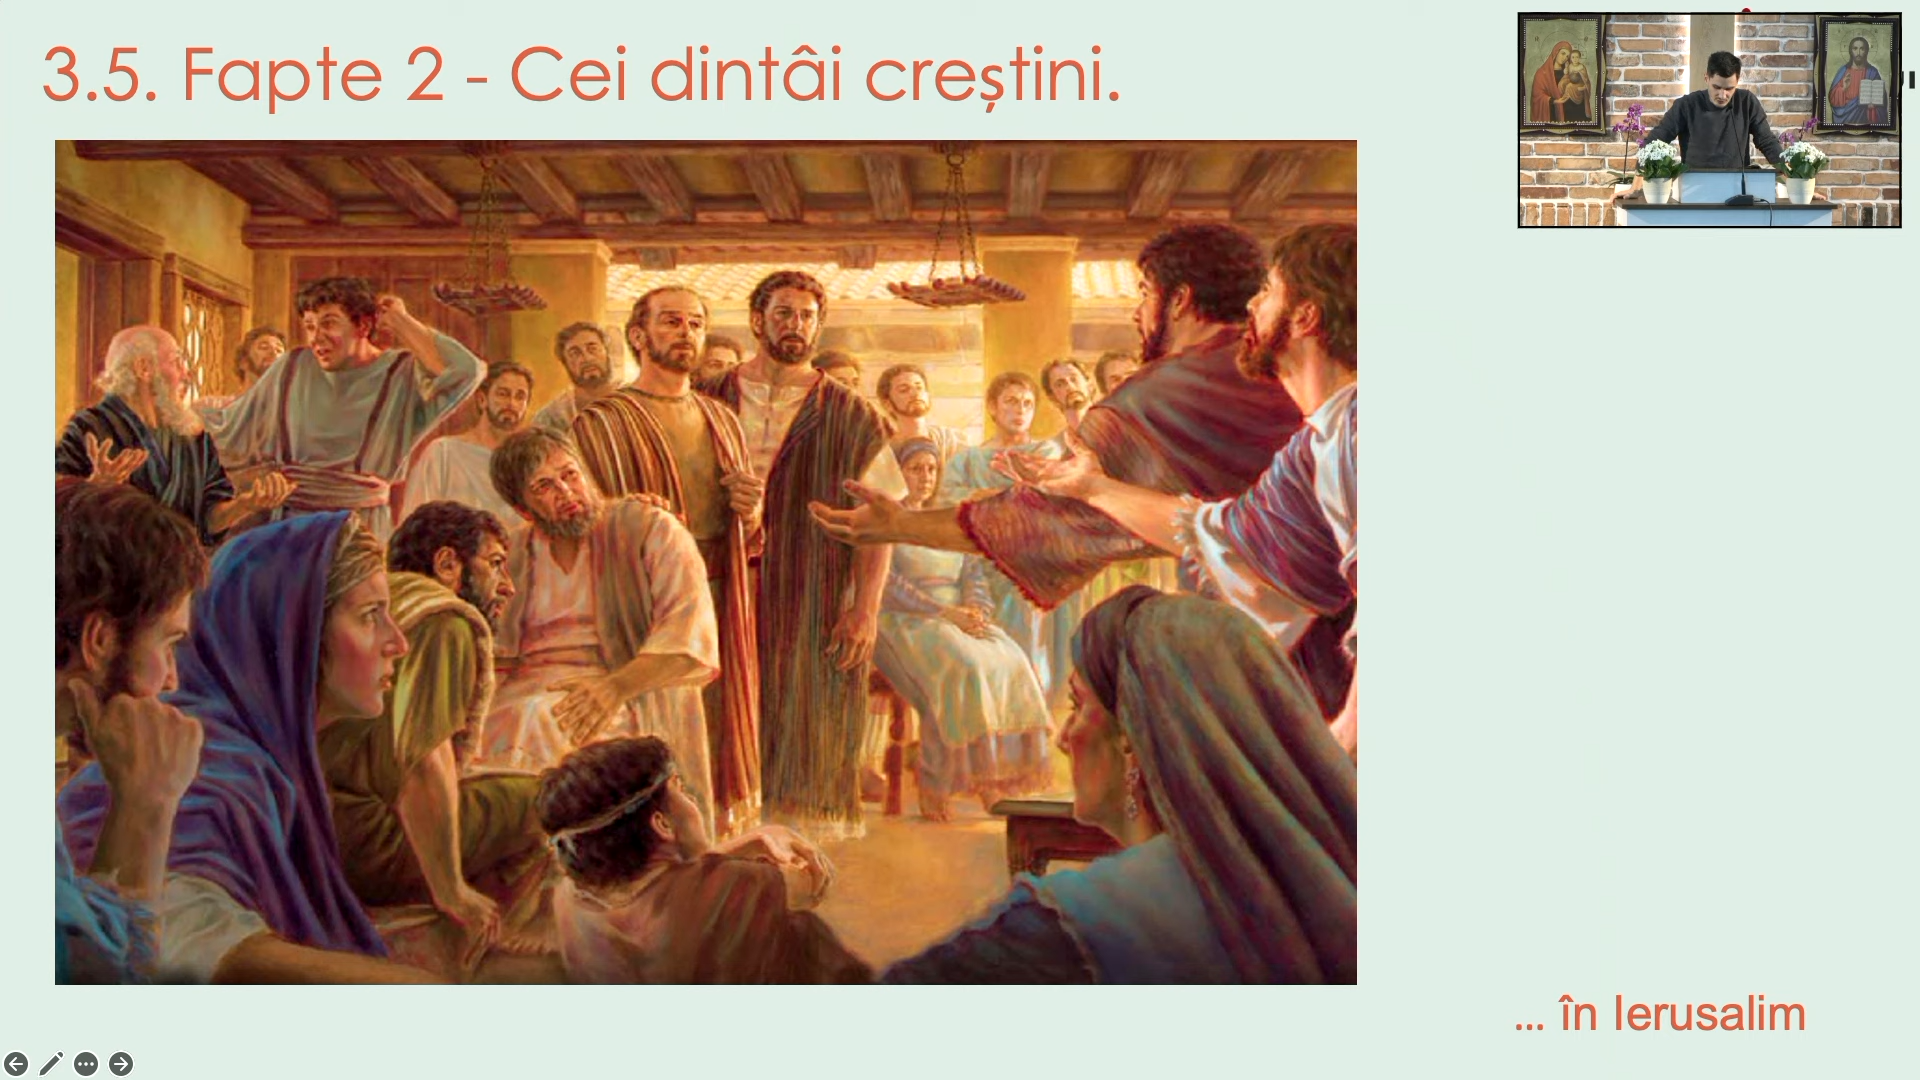 3.5. Fapte 2 - Cei dintâi creștini.
... în Ierusalim